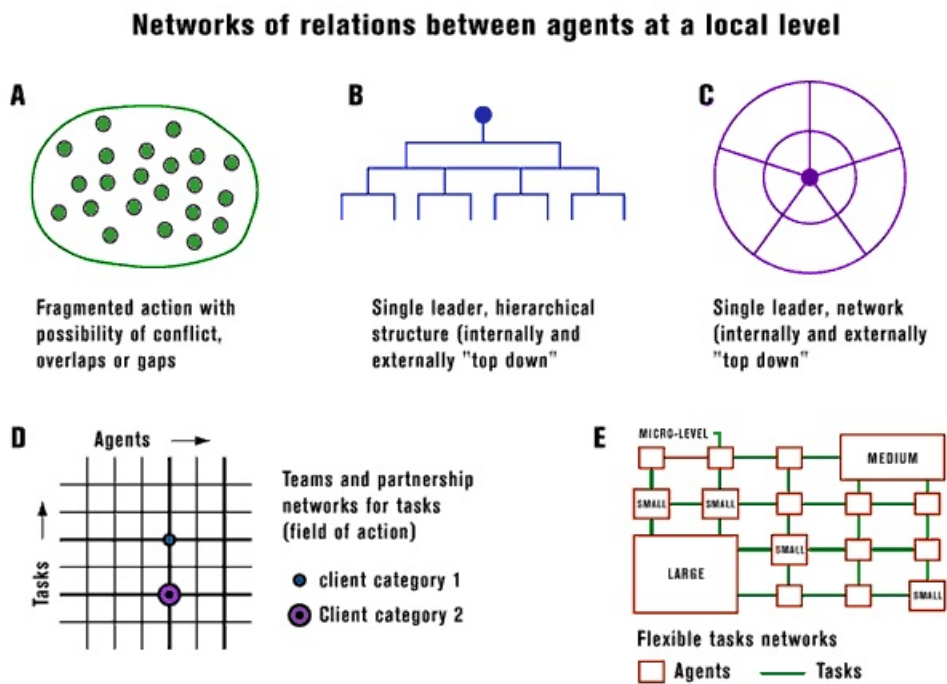 Networks of relations between agents at a local level
A
B
C
Fragmented action with
possibility of conflict,
overlaps or gaps
Single leader, hierarchical
structure (internally and
externally "top down"
Single leader, network
(internally and externally
"top down"
D
Agents
Tasks
Teams and partnership
networks for tasks
(field of action)
client category 1
Client category 2
E
MICRO-LEVEL
MEDIUM
SMALL
SMALL
SMALL
LARGE
SMALL
Flexible tasks networks
Agents
Tasks